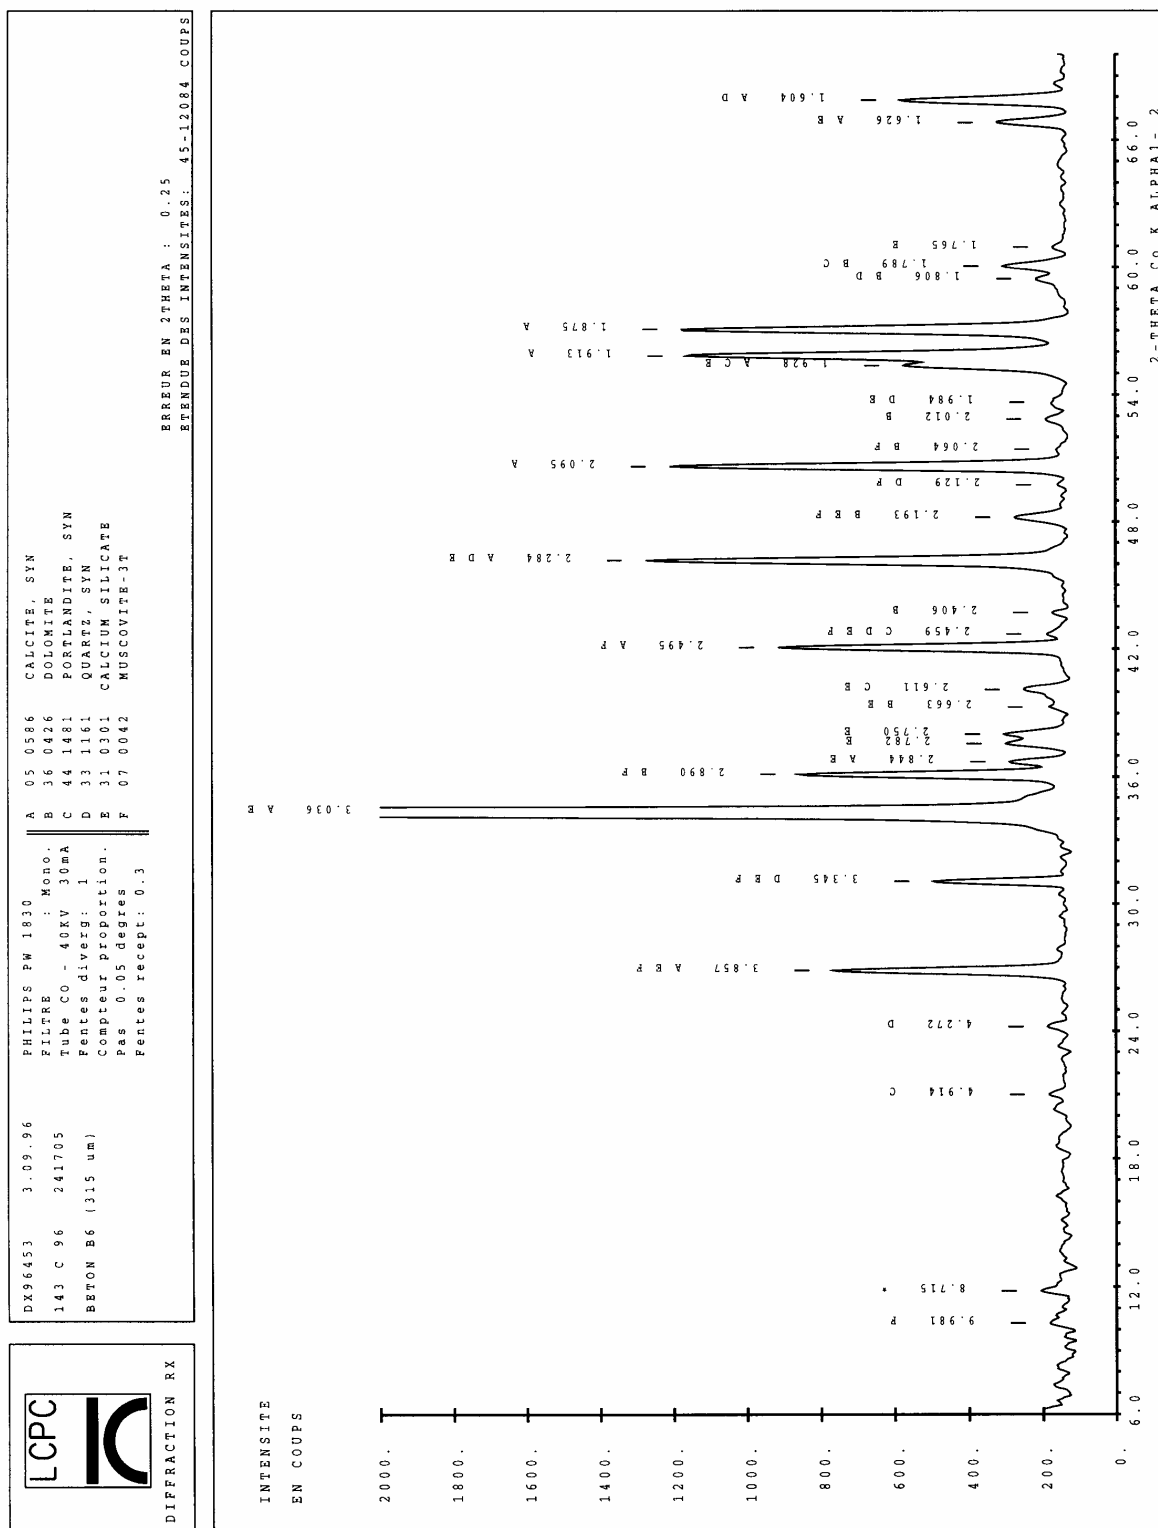 LCPC
DIFFRACTION RX
DX96453 3.09.96
143 C 96 241705
BETON B6 (315 um)
PHILIPS PW 1830
FILTRE : Mono.
Tube CO - 40KV 30mA
Fentes diverg: 1
Compteur proportion.
Pas 0.05 degres
Fentes recept: 0.3
A 05 0586 CALCITE, SYN
B 36 0426 DOLOMITE
C 44 1481 PORTLANDITE, SYN
D 33 1161 QUARTZ, SYN
E 31 0301 CALCIUM SILICATE
F 07 0042 MUSCOVITE-3T
ERREUR EN 2THETA : 0.25
ETENDUE DES INTENSITES: 45-12084 COUPS
INTENSITE
EN COUPS
2000.
1800.
1600.
1400.
1200.
1000.
800.
600.
400.
200.
0.
9.981 F
8.715 *
4.914 C
4.272 D
3.857 A E F
3.345 D E F
3.036 A E
2.890 B F
2.844 A E
2.782 E
2.750 E
2.663 B E
2.611 C E
2.495 A F
2.459 C D E F
2.406 B
2.284 A D E
2.193 B E F
2.129 D F
2.095 A
2.064 B F
2.012 B
1.984 D E
1.928 A C E
1.913 A
1.875 A
1.806 B D
1.789 B C
1.765 E
1.626 A E
1.604 A D
6.0 12.0 18.0 24.0 30.0 36.0 42.0 48.0 54.0 60.0 66.0
2-THETA Co K ALPHA1- 2